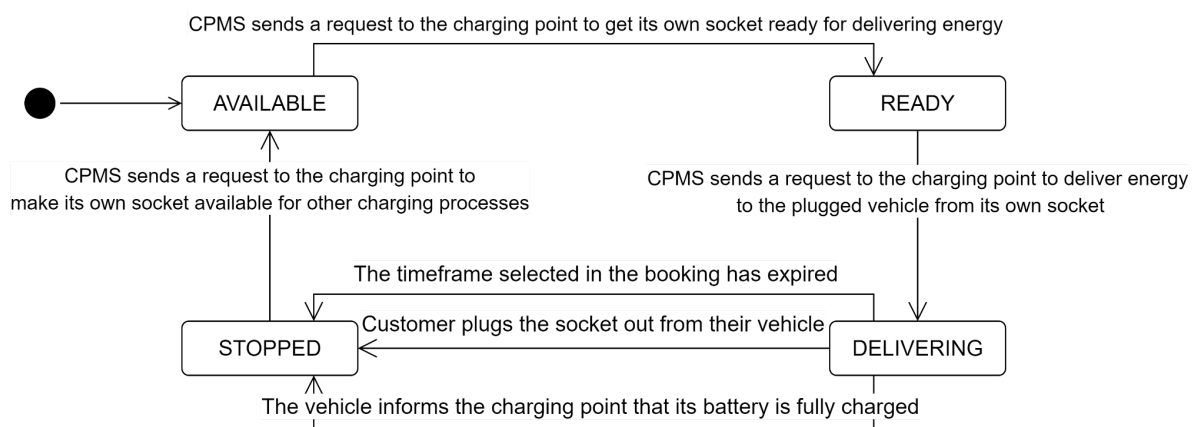 CPMS sends a request to the charging point to get its own socket ready for delivering energy
AVAILABLE
READY
CPMS sends a request to the charging point to
make its own socket available for other charging processes
CPMS sends a request to the charging point to deliver energy
to the plugged vehicle from its own socket
The timeframe selected in the booking has expired
Customer plugs the socket out from their vehicle
STOPPED
DELIVERING
The vehicle informs the charging point that its battery is fully charged